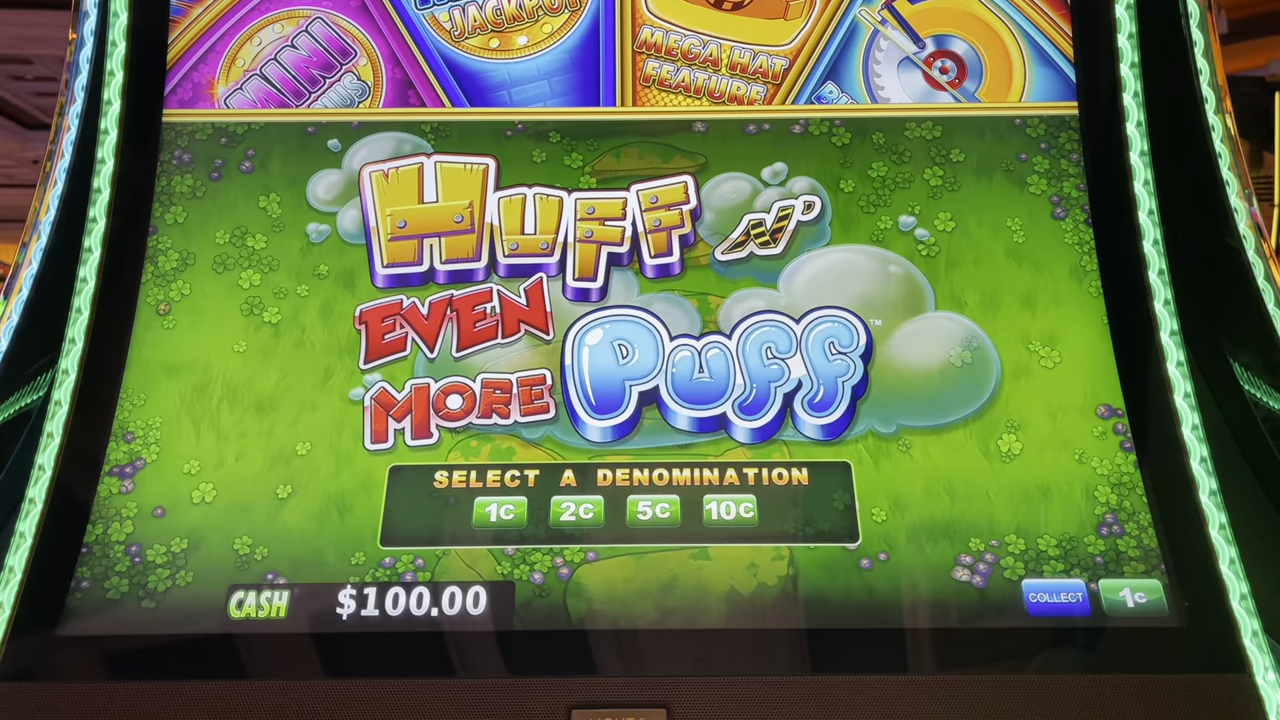 MINI
JACKPOT
MEGA HAT
FEATURE
HUFF N'
EVEN
MORE
PUFF™
SELECT A DENOMINATION
1¢ 2¢ 5¢ 10¢
CASH $100.00
COLLECT 1¢